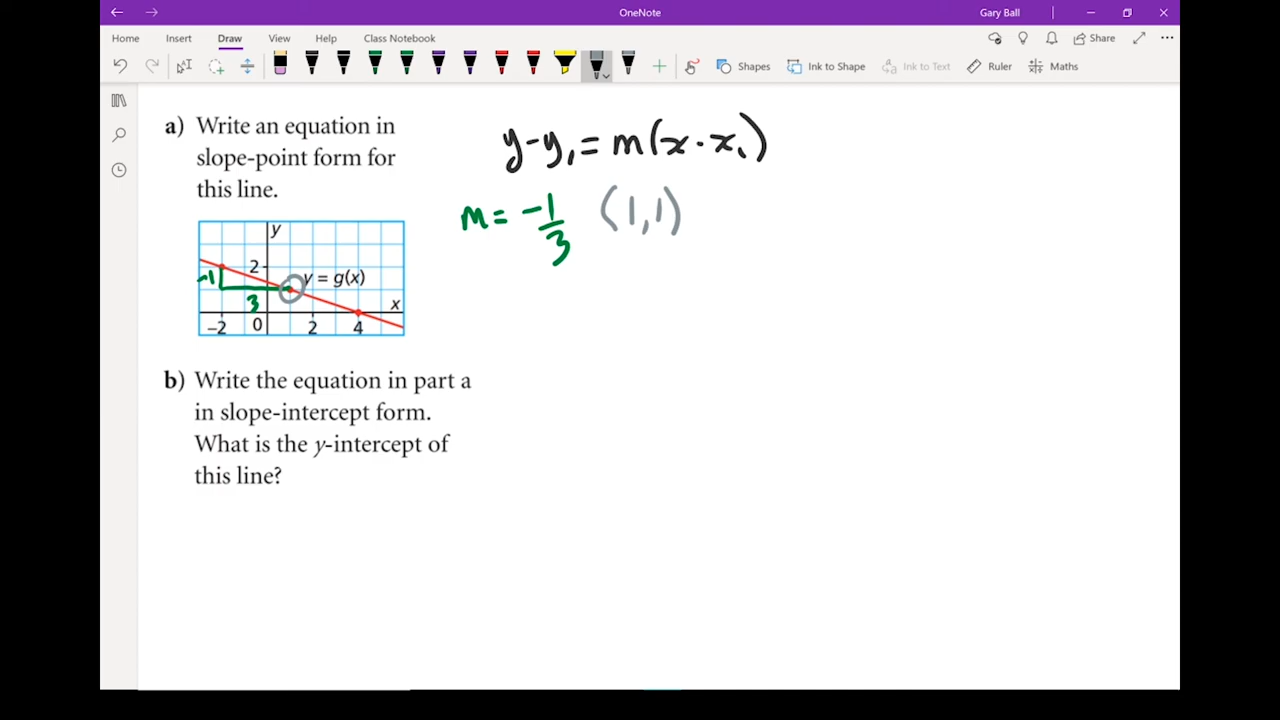 OneNote
Gary Ball
Home Insert Draw View Help Class Notebook
Share
Shapes Ink to Shape Ink to Text Ruler Maths
a) Write an equation in
slope-point form for
this line.
y-y₁ = m(x - x₁)
m = -1/3 (1,1)
y
2
y = g(x)
-1
3
x
-2 0 2 4
b) Write the equation in part a
in slope-intercept form.
What is the y-intercept of
this line?